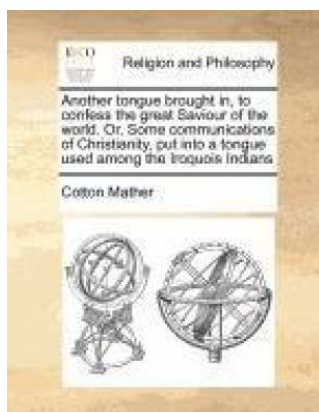 ECCO
Religion and Philosophy
Another tongue brought in, to
confess the great Saviour of the
world. Or, Some communications
of Christianity, put into a tongue
used among the Iroquois Indians
Cotton Mather